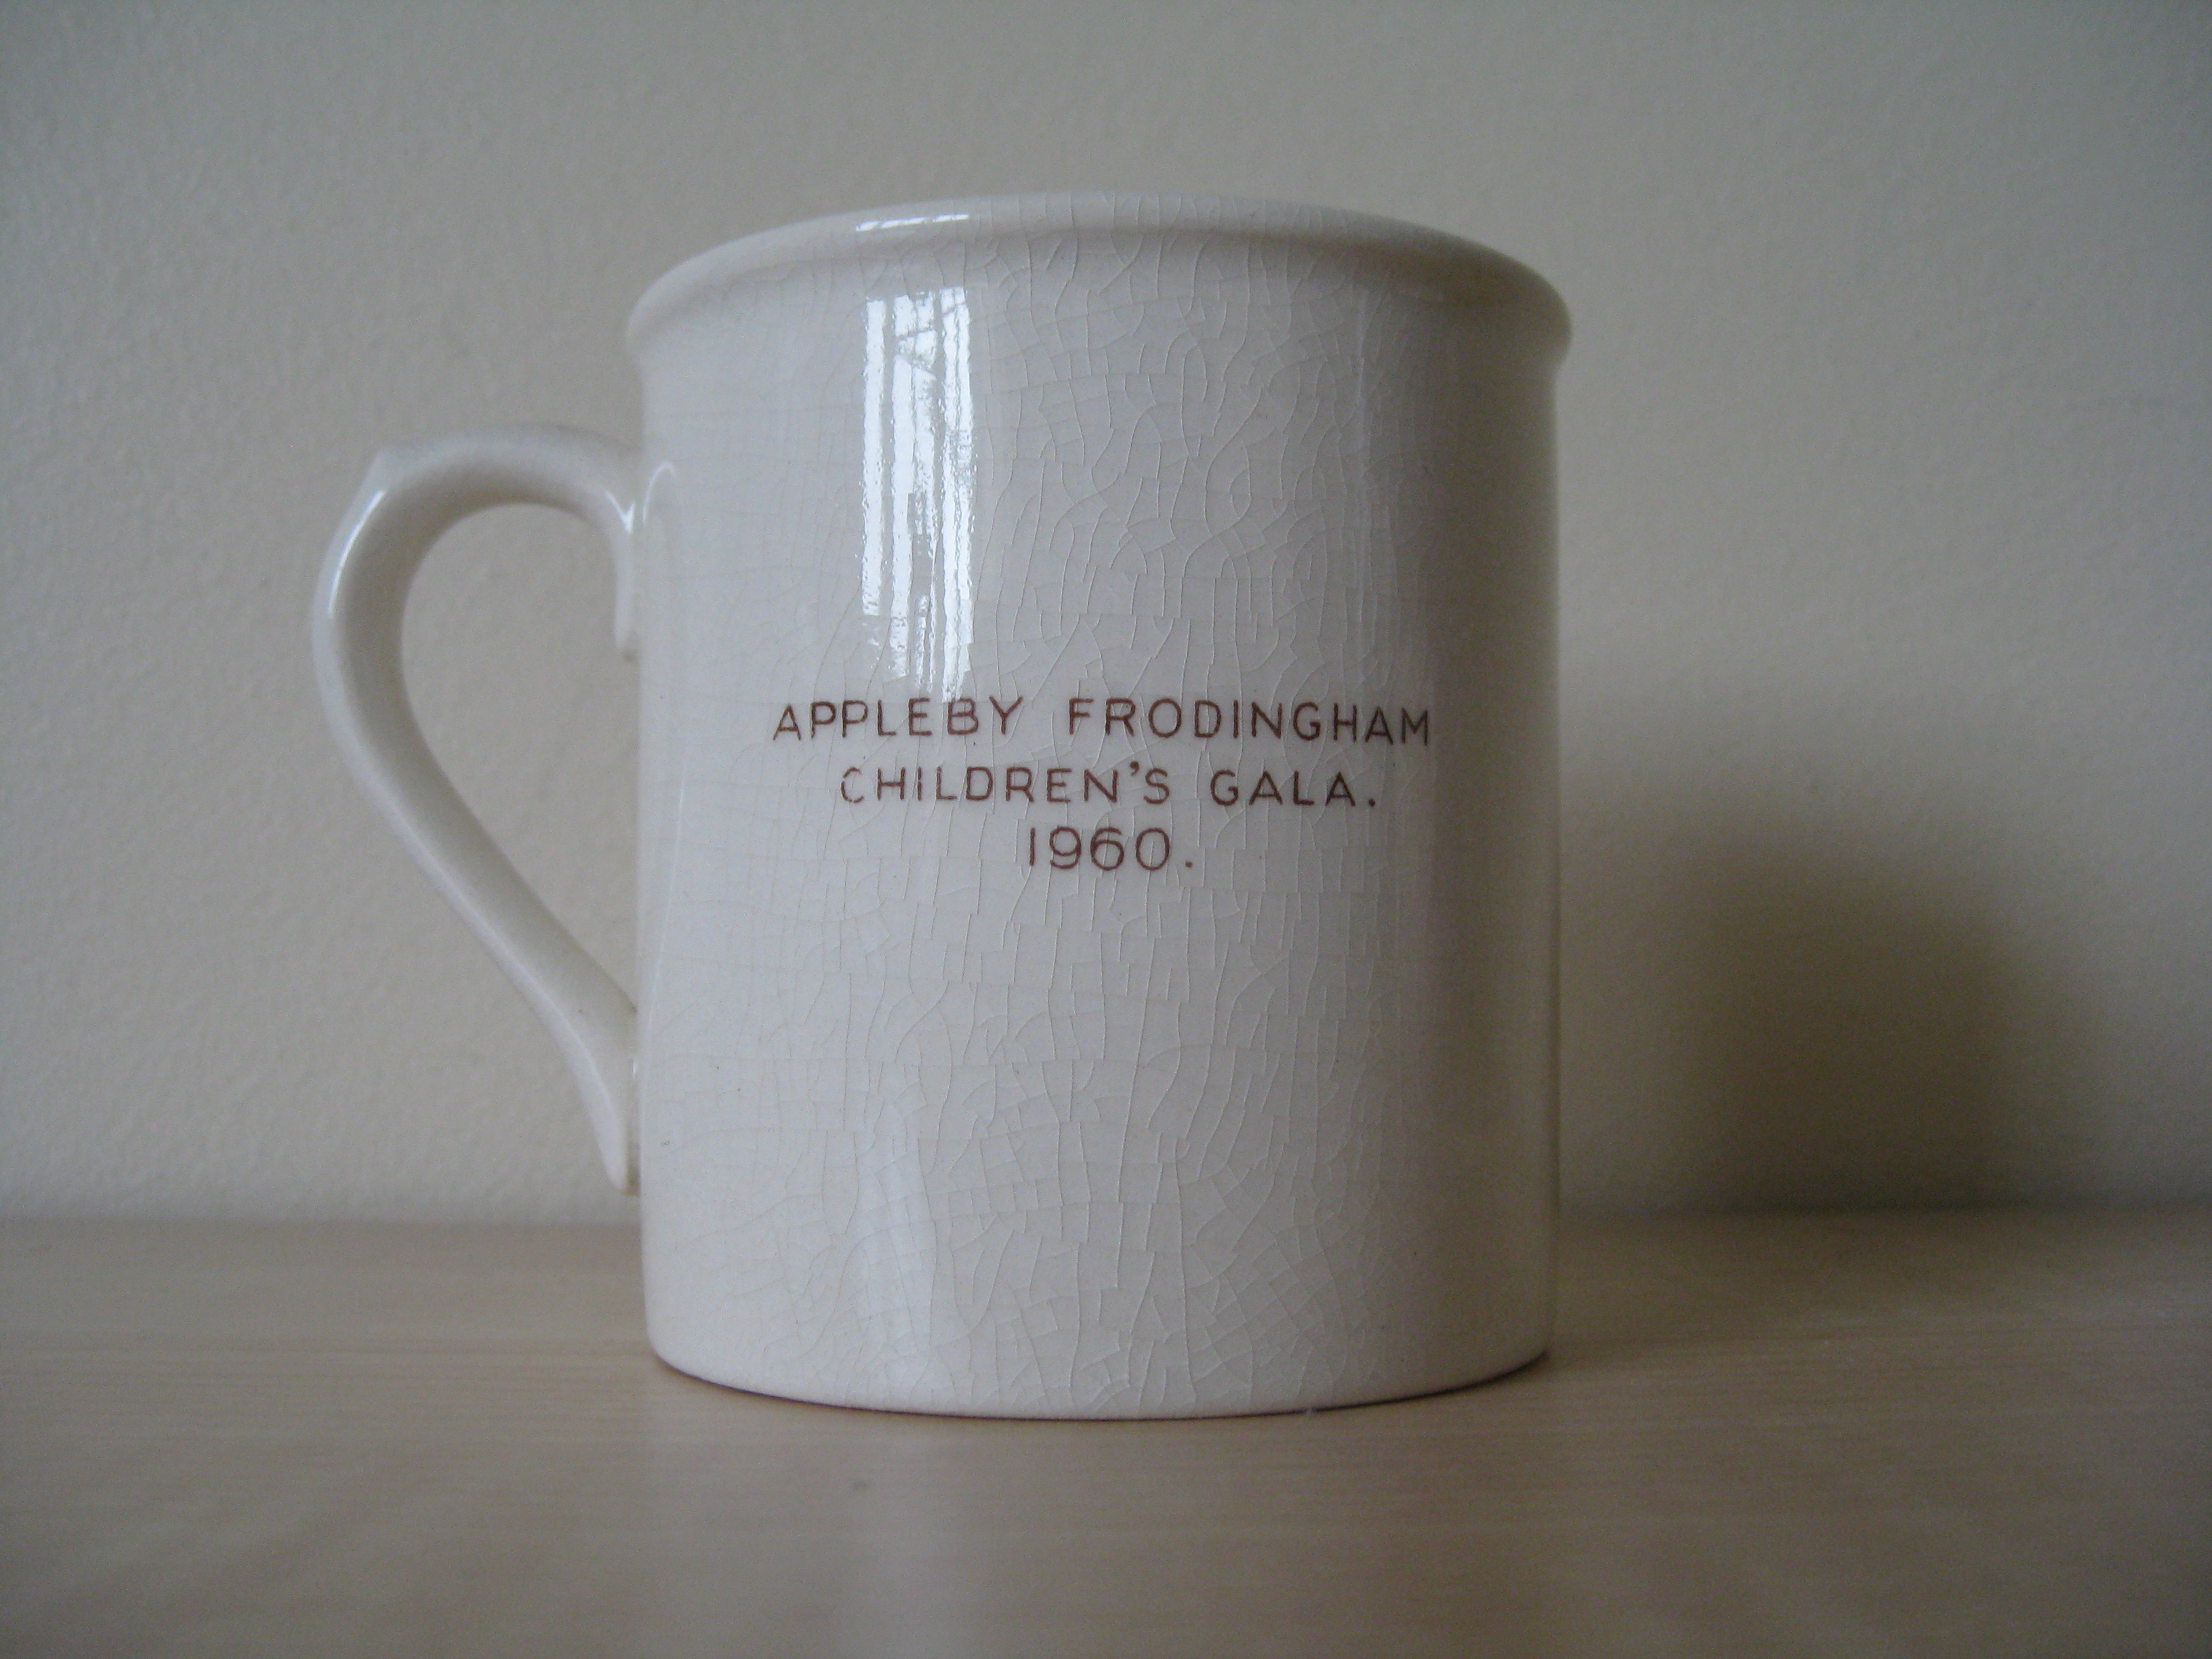 APPLEBY FRODINGHAM
CHILDREN'S GALA.
1960.